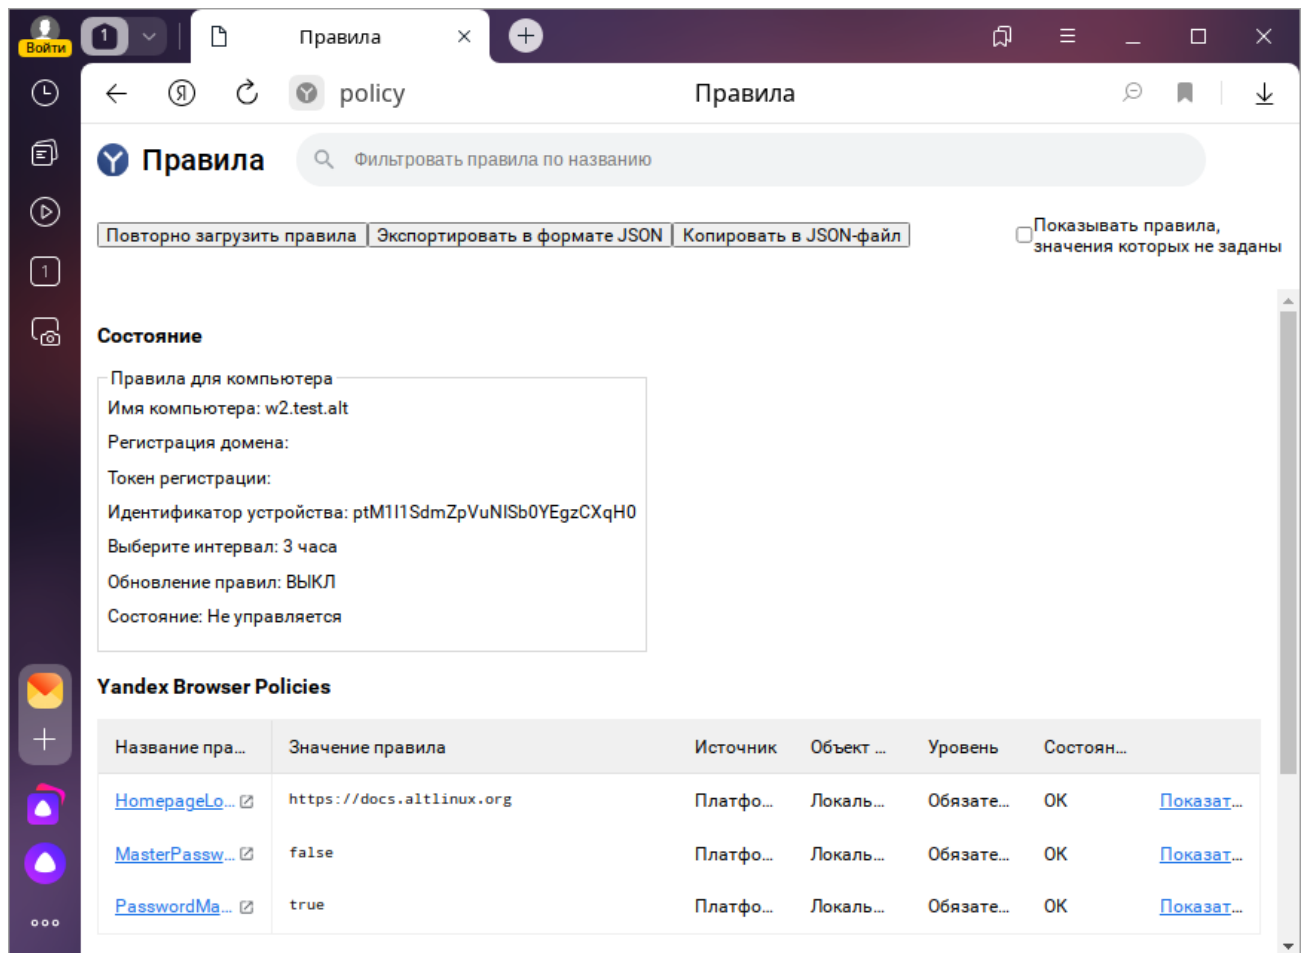 Войти
1
Правила
policy
Правила
Правила
Фильтровать правила по названию
Повторно загрузить правила
Экспортировать в формате JSON
Копировать в JSON-файл
Показывать правила,
значения которых не заданы
1
Состояние
Правила для компьютера
Имя компьютера: w2.test.alt
Регистрация домена:
Токен регистрации:
Идентификатор устройства: ptM1I1SdmZpVuNISb0YEgzCXqH0
Выберите интервал: 3 часа
Обновление правил: ВЫКЛ
Состояние: Не управляется
Yandex Browser Policies
Название пра... Значение правила Источник Объект ... Уровень Состоян...
HomepageLo... https://docs.altlinux.org Платфо... Локаль... Обязате... OK Показат...
MasterPassw... false Платфо... Локаль... Обязате... OK Показат...
PasswordMa... true Платфо... Локаль... Обязате... OK Показат...